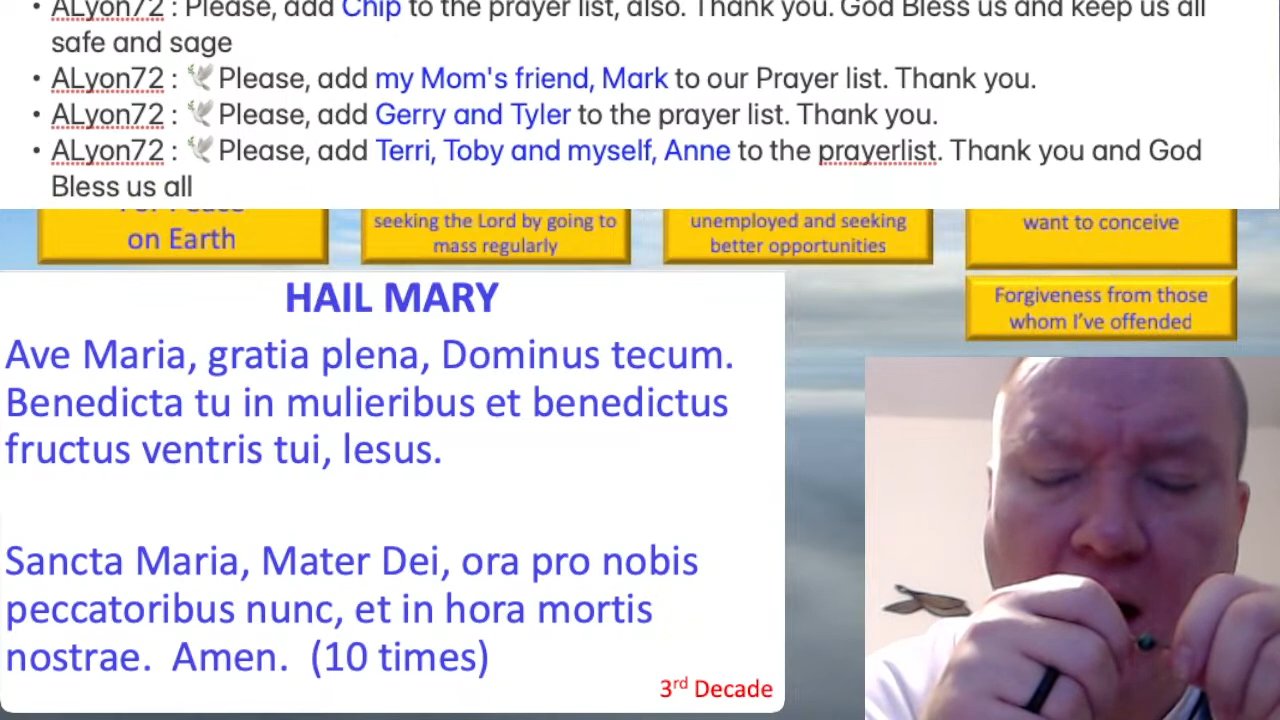 • ALyon72 : Please, add Chip to the prayer list, also. Thank you. God Bless us and keep us all
safe and sage
• ALyon72 : 🕊Please, add my Mom's friend, Mark to our Prayer list. Thank you.
• ALyon72 : 🕊Please, add Gerry and Tyler to the prayer list. Thank you.
• ALyon72 : 🕊Please, add Terri, Toby and myself, Anne to the prayerlist. Thank you and God
Bless us all
For Peace
on Earth
seeking the Lord by going to
mass regularly
unemployed and seeking
better opportunities
want to conceive
Forgiveness from those
whom I've offended
HAIL MARY
Ave Maria, gratia plena, Dominus tecum.
Benedicta tu in mulieribus et benedictus
fructus ventris tui, Iesus.
Sancta Maria, Mater Dei, ora pro nobis
peccatoribus nunc, et in hora mortis
nostrae. Amen. (10 times)
3rd Decade